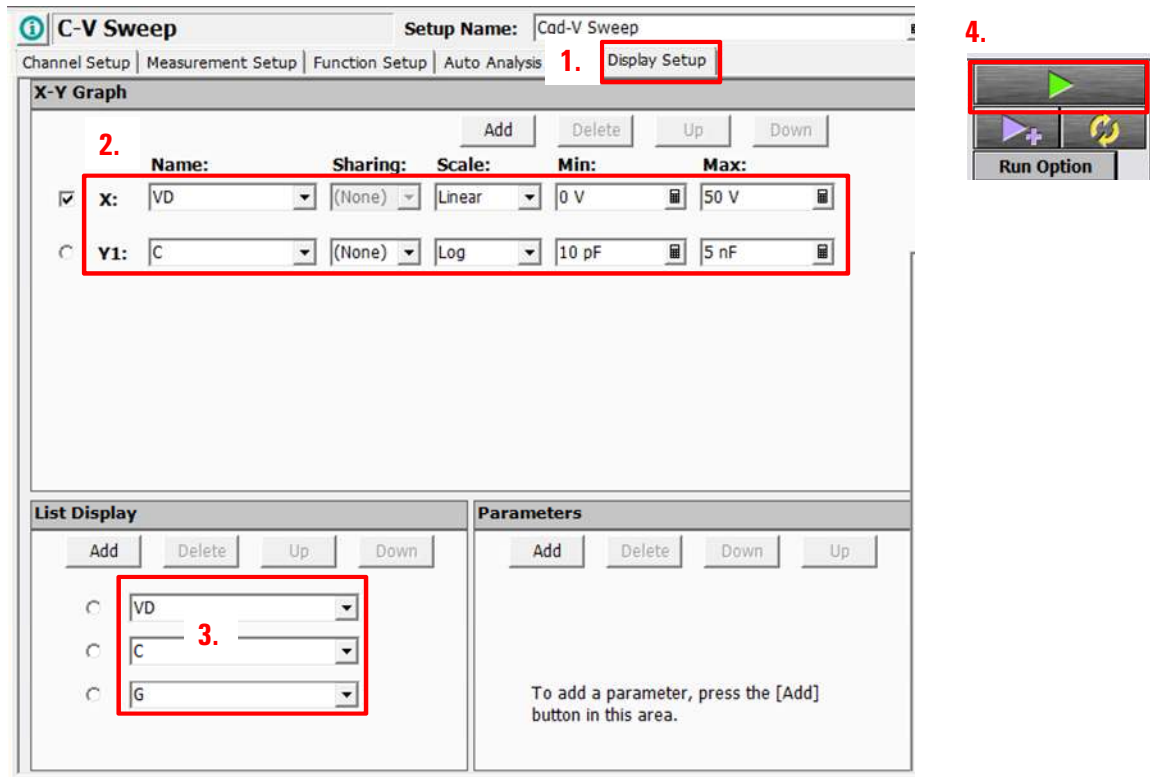 C-V Sweep Setup Name: Cgd-V Sweep
4.
Channel Setup Measurement Setup Function Setup Auto Analysis 1. Display Setup
X-Y Graph
Add Delete Up Down
2.
Name: Sharing: Scale: Min: Max:
X: VD (None) Linear 0 V 50 V
Y1: C (None) Log 10 pF 5 nF
Run Option
List Display
Add Delete Up Down
VD
3.
C
G
Parameters
Add Delete Down Up
To add a parameter, press the [Add]
button in this area.